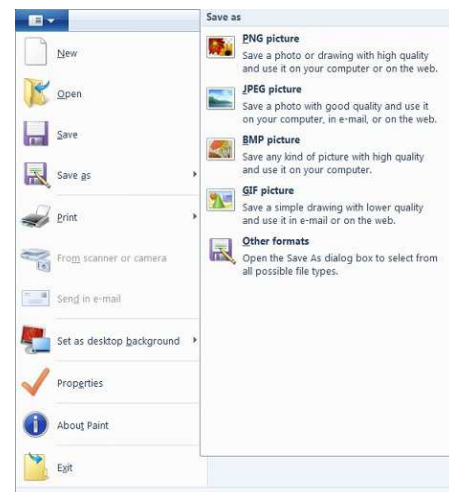 New
Open
Save
Save as
Print
From scanner or camera
Send in e-mail
Set as desktop background
Properties
About Paint
Exit
Save as
PNG picture
Save a photo or drawing with high quality
and use it on your computer or on the web.
JPEG picture
Save a photo with good quality and use it
on your computer, in e-mail, or on the web.
BMP picture
Save any kind of picture with high quality
and use it on your computer.
GIF picture
Save a simple drawing with lower quality
and use it in e-mail or on the web.
Other formats
Open the Save As dialog box to select from
all possible file types.